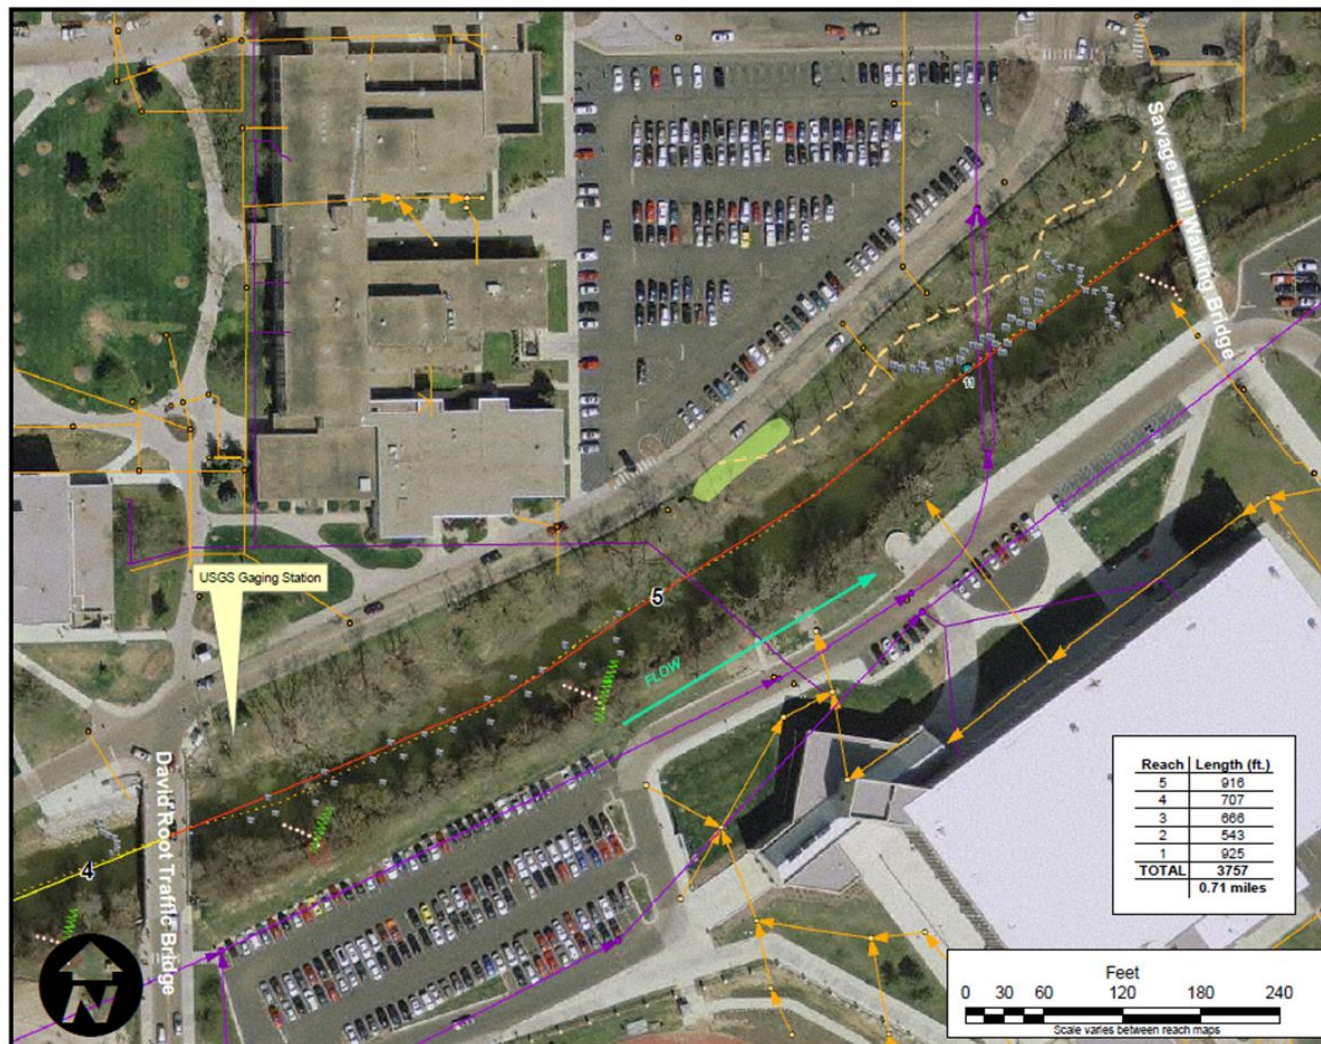 Savage Hall Walking Bridge
11
USGS Gaging Station
5
FLOW
David Root Traffic Bridge
4
N
Reach Length (ft.)
5 916
4 707
3 666
2 543
1 925
TOTAL 3757
0.71 miles
Feet
0 30 60 120 180 240
Scale varies between reach maps